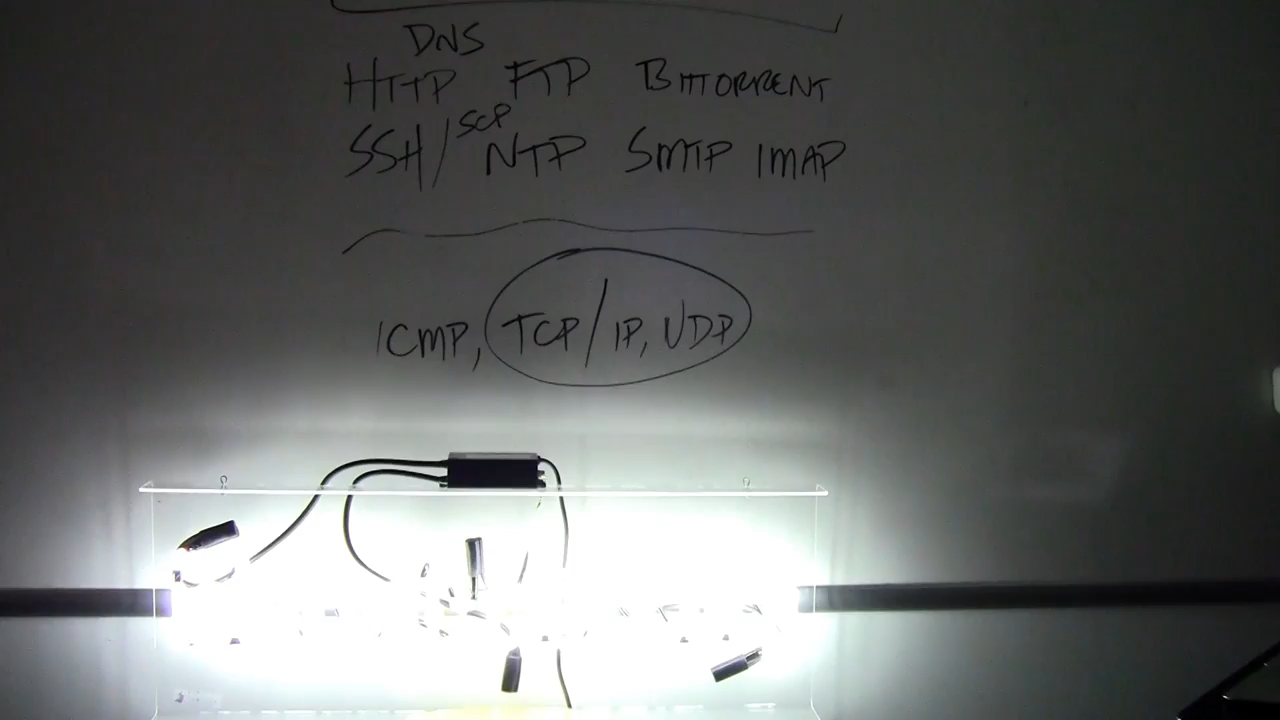 DNS
HTTP FTP BITTORRENT
SSH/SCP NTP SMTP IMAP
ICMP, TCP/IP, UDP